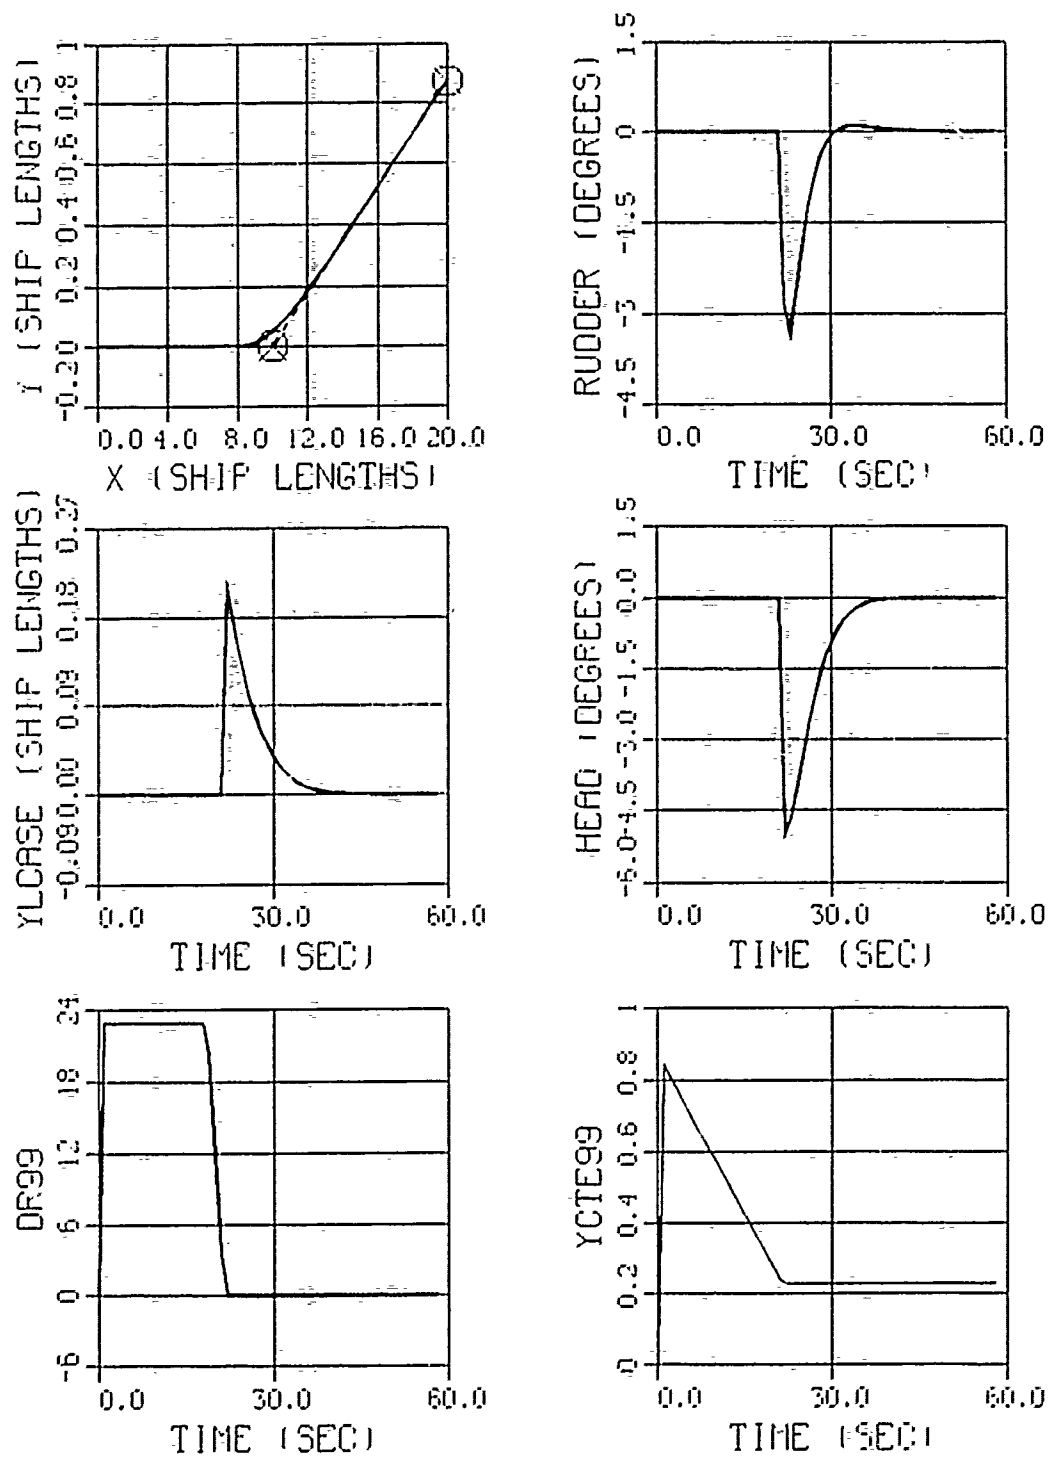 Y (SHIP LENGTHS)
1
0.8
0.6
0.4
0.2
0
-0.2
0.0 4.0 8.0 12.0 16.0 20.0
X (SHIP LENGTHS)
RUDDER (DEGREES)
1.5
0
-1.5
-3
-4.5
0.0 30.0 60.0
TIME (SEC)
YLCASE (SHIP LENGTHS)
0.27
0.18
0.09
0.00
-0.09
0.0 30.0 60.0
TIME (SEC)
HEAD (DEGREES)
1.5
0.0
-1.5
-3.0
-4.5
-6.0
0.0 30.0 60.0
TIME (SEC)
DR99
24
18
12
6
0
-6
0.0 30.0 60.0
TIME (SEC)
YCTE99
1
0.8
0.6
0.4
0.2
0
0.0 30.0 60.0
TIME (SEC)